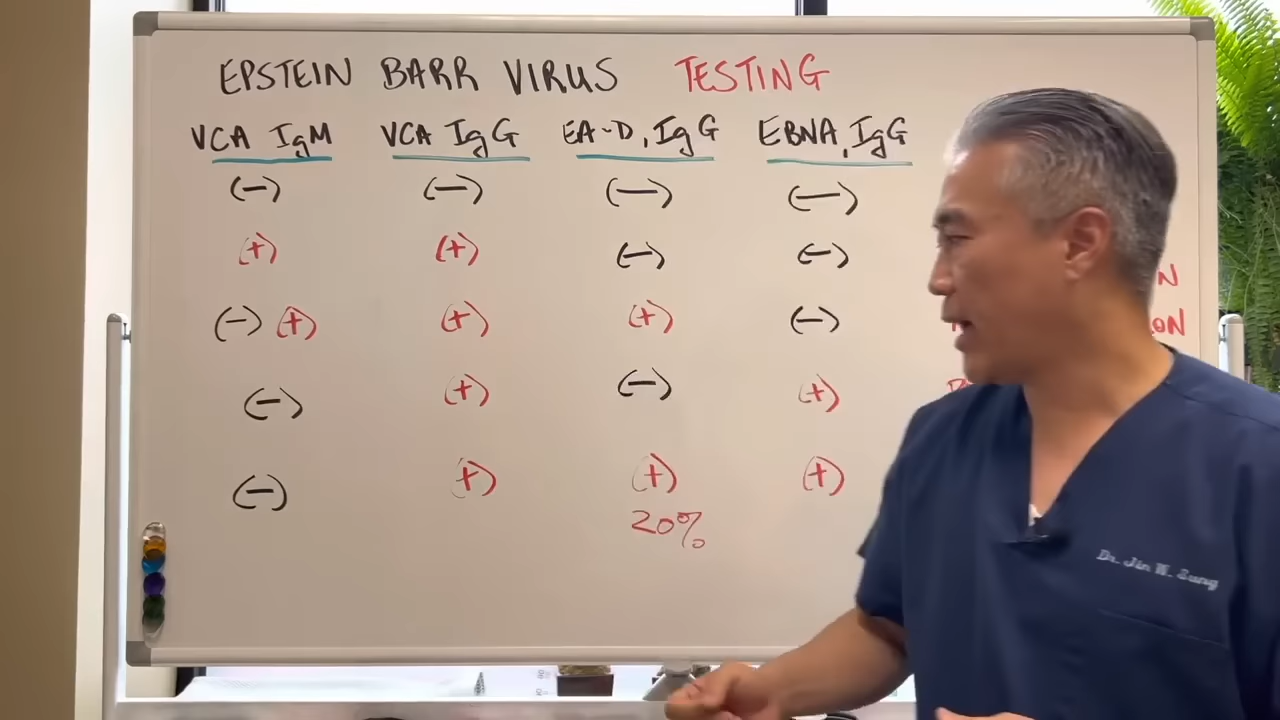 EPSTEIN BARR VIRUS TESTING
VCA IgM VCA IgG EA-D, IgG EBNA, IgG
(-) (-) (-) (-)
(+) (+) (-) (-)
(-) (+) (+) (+) (-)
(-) (+) (-) (+)
(-) (+) (+) (+)
20%
Dr. Jin W. Sung